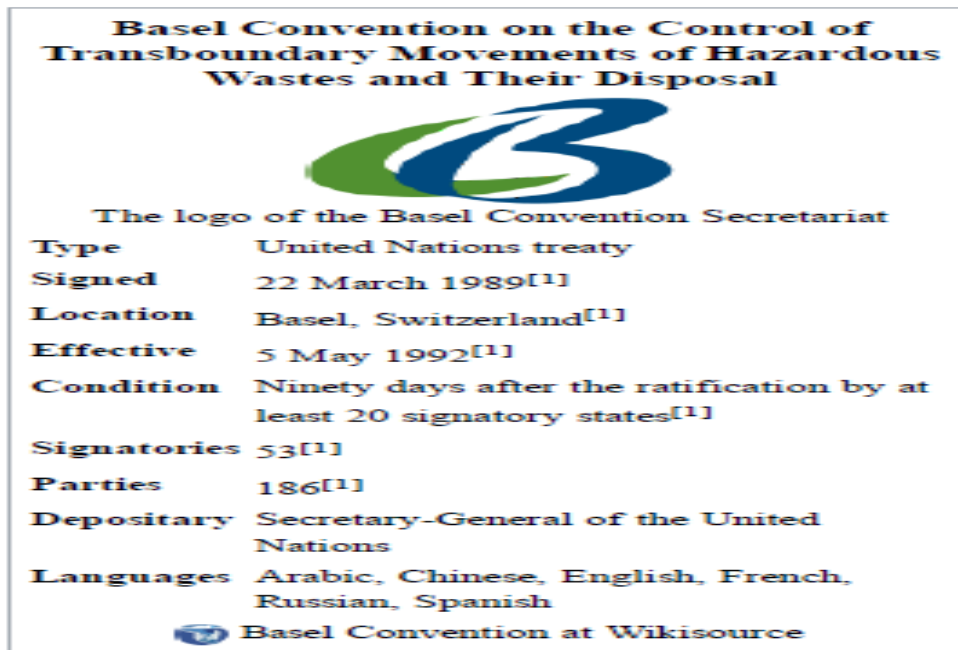 Basel Convention on the Control of
Transboundary Movements of Hazardous
Wastes and Their Disposal
The logo of the Basel Convention Secretariat
Type United Nations treaty
Signed 22 March 1989[1]
Location Basel, Switzerland[1]
Effective 5 May 1992[1]
Condition Ninety days after the ratification by at
least 20 signatory states[1]
Signatories 53[1]
Parties 186[1]
Depositary Secretary-General of the United
Nations
Languages Arabic, Chinese, English, French,
Russian, Spanish
Basel Convention at Wikisource